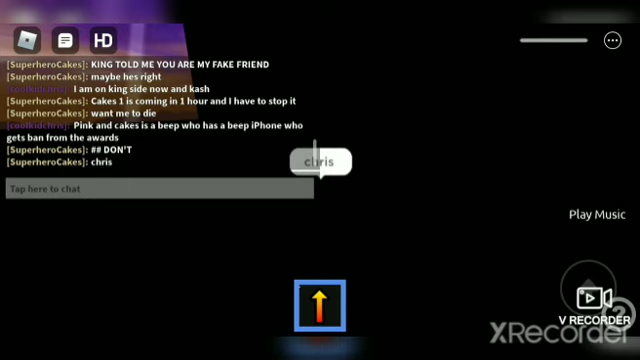 HD
[SuperheroCakes]: KING TOLD ME YOU ARE MY FAKE FRIEND
[SuperheroCakes]: maybe hes right
[coolkidchris]: I am on king side now and kash
[SuperheroCakes]: Cakes 1 is coming in 1 hour and I have to stop it
[SuperheroCakes]: want me to die
[coolkidchris]: Pink and cakes is a beep who has a beep iPhone who
gets ban from the awards
[SuperheroCakes]: ## DON'T
[SuperheroCakes]: chris
chris
Tap here to chat
Play Music
V RECORDER
XRecorder